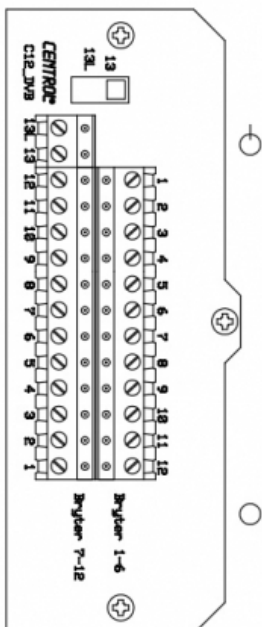 1 2 3 4 5 6 7 8 9 10 11 12
13
Bryter 1-6
13L
Bryter 7-12
CENTROL
C12_DVB
13L 13 12 11 10 9 8 7 6 5 4 3 2 1